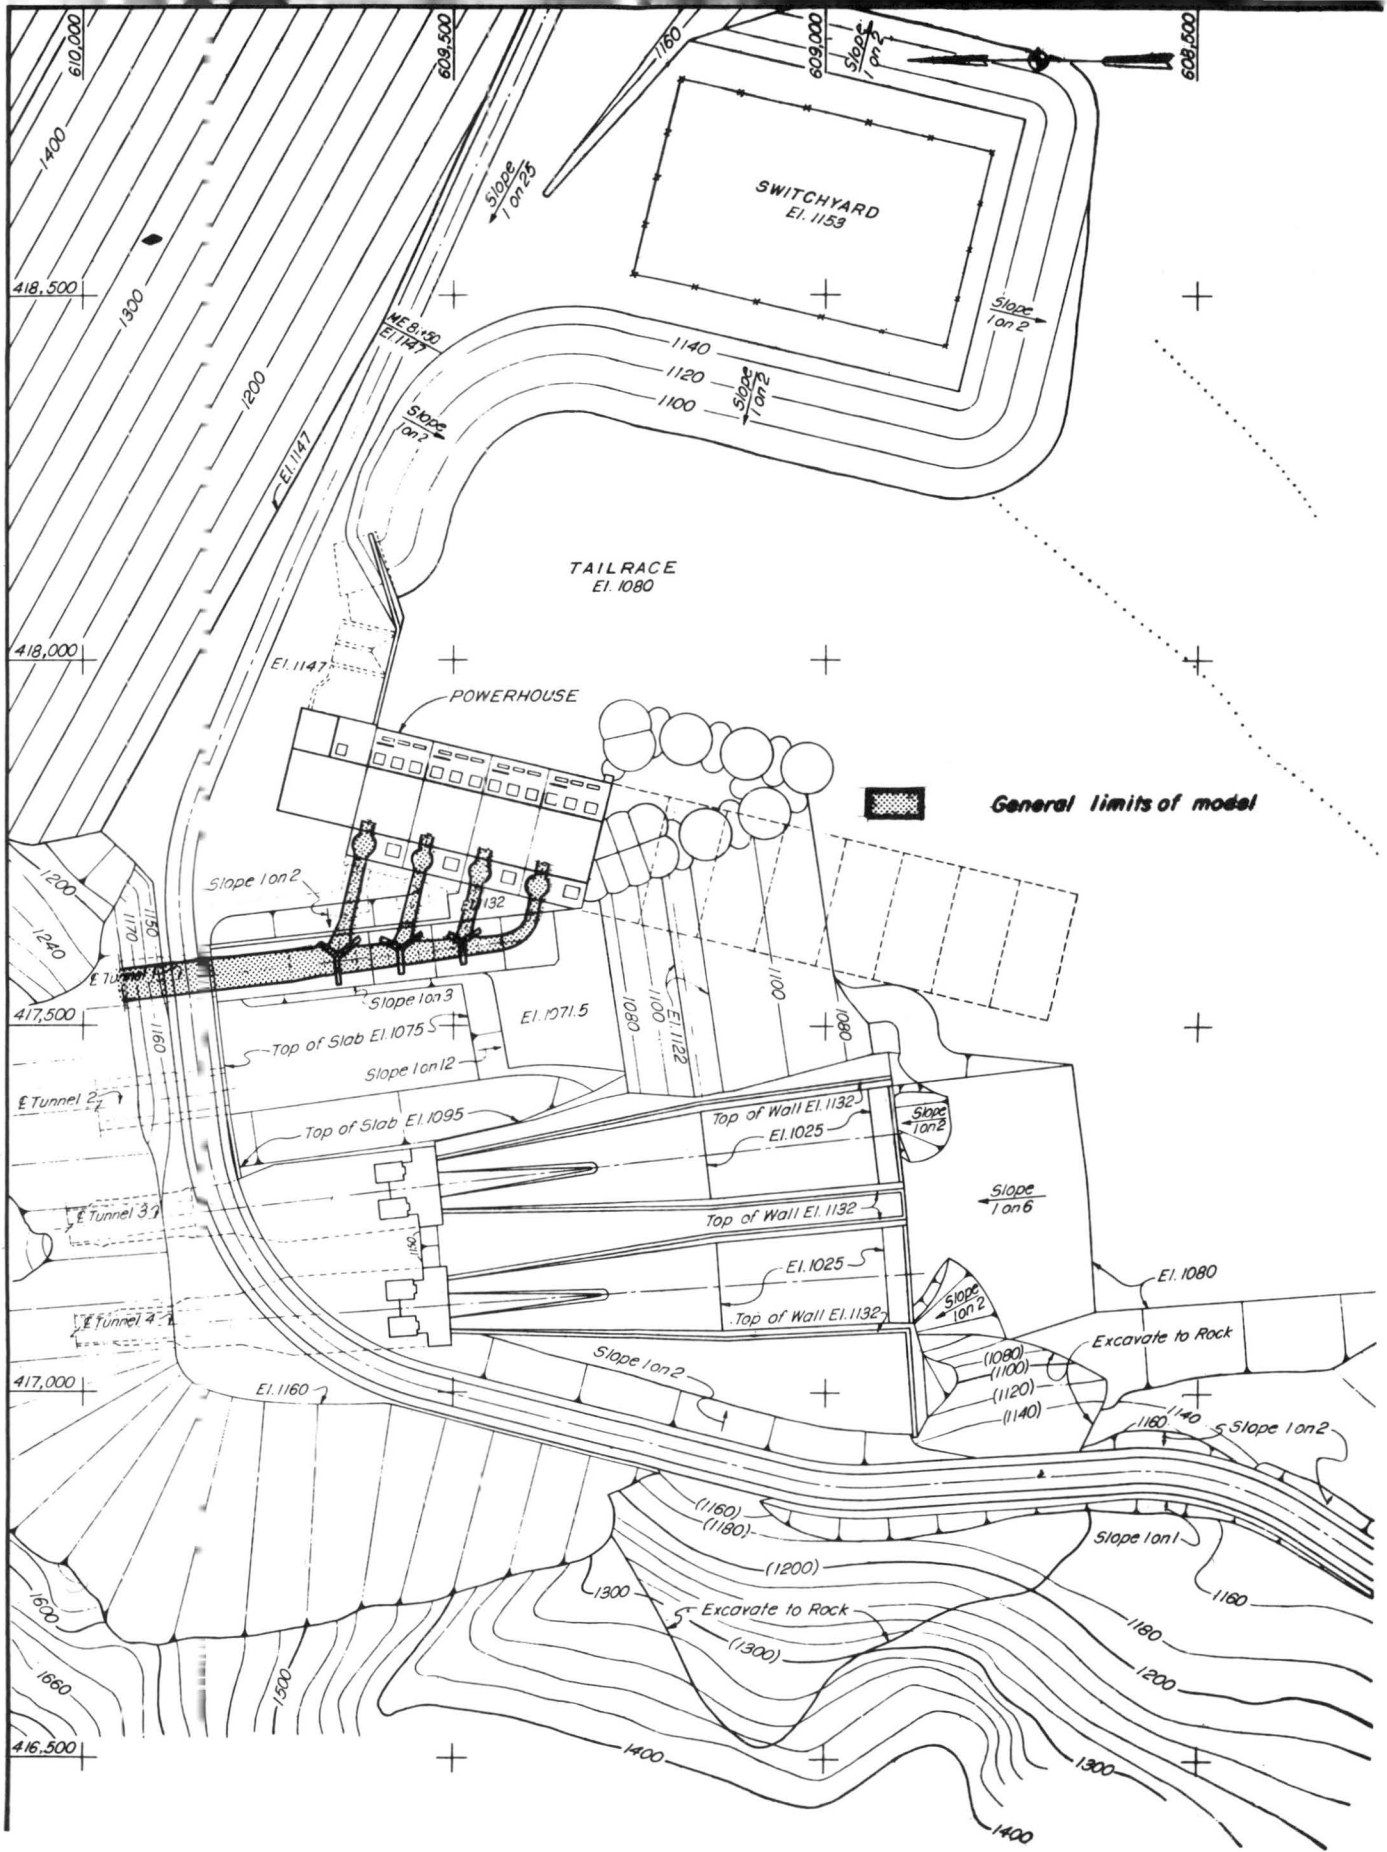 610,000
609,500
609,000
608,500
1160
Slope
1 on 2
1400
Slope
1 on 25
SWITCHYARD
El. 1153
418,500
1300
ME 8+50
El.1147
Slope
1 on 2
1140
1120
1100
Slope
1 on 2
1200
Slope
1 on 2
El.1147
TAILRACE
El. 1080
418,000
El.1147
POWERHOUSE
General limits of model
1200
Slope 1 on 2
1240
1170
1150
1132
℄ Tunnel 1
Slope 1 on 3
417,500
1160
Top of Slab El.1075
El.1071.5
1080
1100
El.1122
1100
1080
Slope 1 on 12
℄ Tunnel 2
Top of Slab El.1095
Top of Wall El.1132
El.1025
Slope
1 on 2
℄ Tunnel 3
Top of Wall El.1132
Slope
1 on 6
1150
El.1025
El.1080
℄ Tunnel 4
Top of Wall El.1132
Slope
1 on 2
Excavate to Rock
Slope 1 on 2
(1080)
(1100)
(1120)
(1140)
417,000
El.1160
1160
1140
Slope 1 on 2
(1160)
(1180)
Slope 1 on 1
(1200)
1600
1300
Excavate to Rock
1160
1180
(1300)
1660
1500
1200
416,500
1400
1300
1400